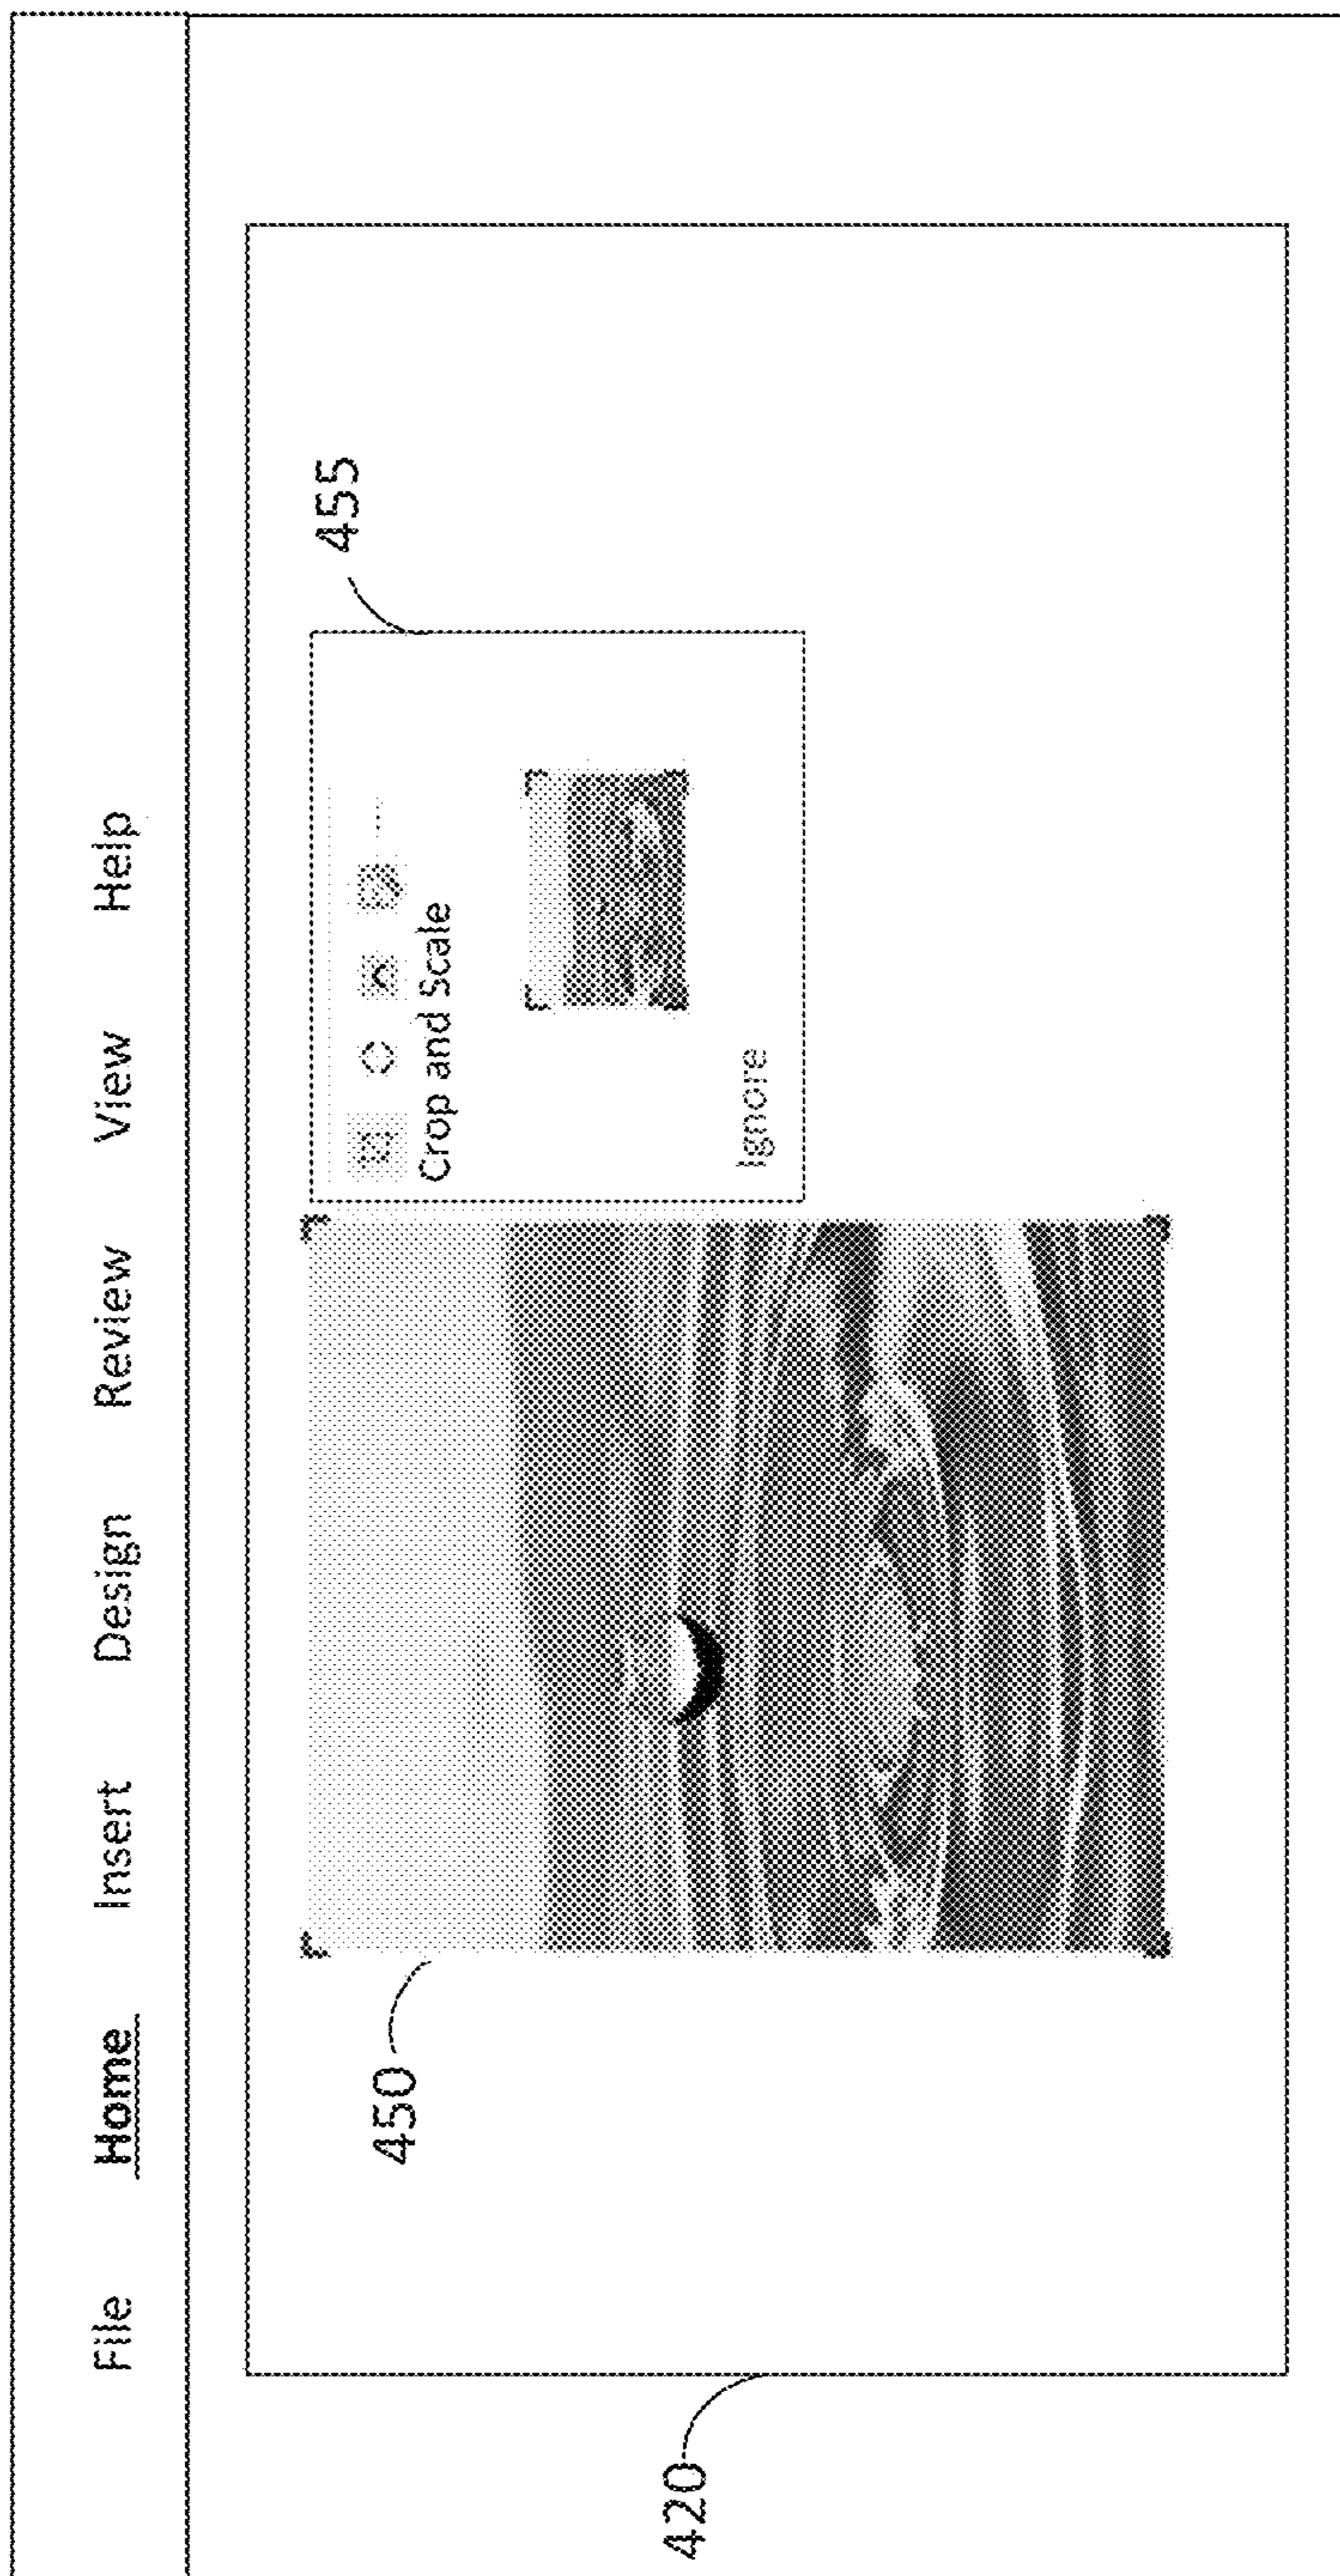 File Home Insert Design Review View Help
455
Crop and Scale
Ignore
450
420